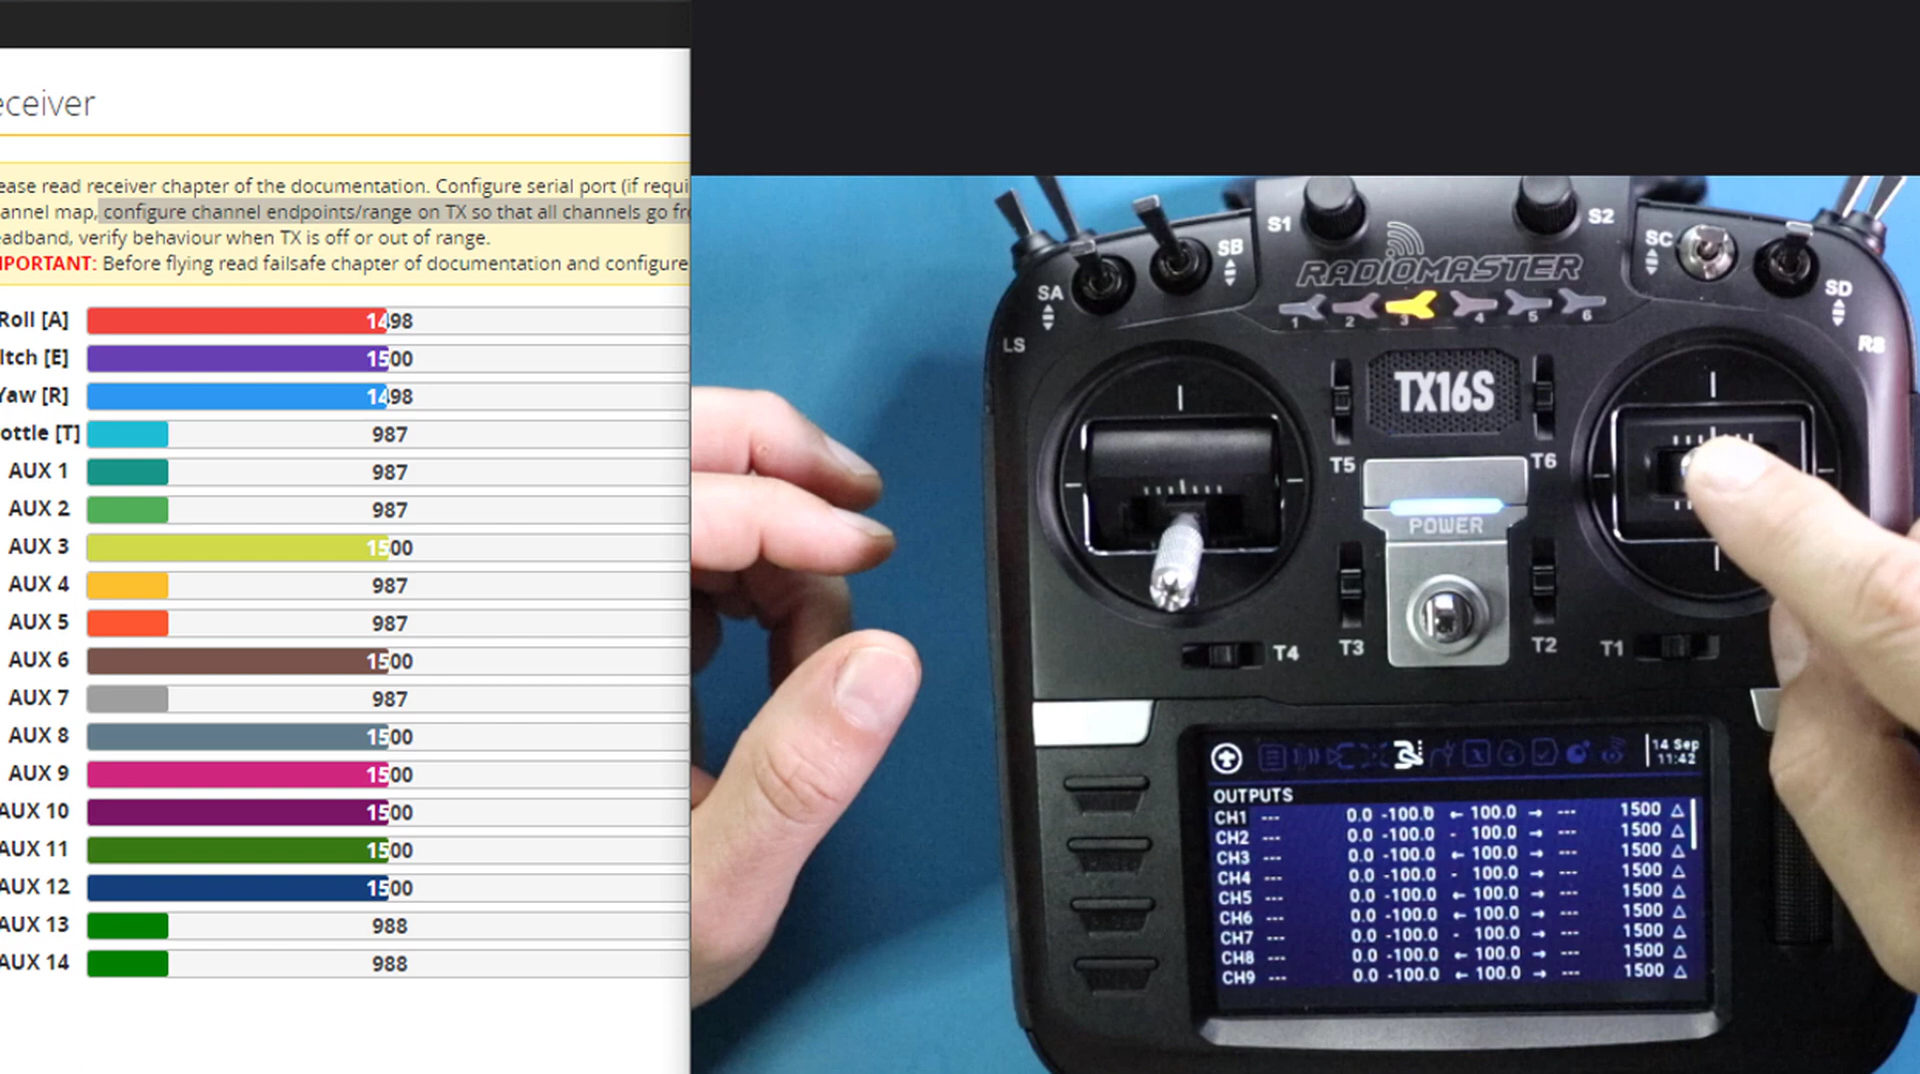 eceiver
ease read receiver chapter of the documentation. Configure serial port (if requi
annel map, configure channel endpoints/range on TX so that all channels go fr
adband, verify behaviour when TX is off or out of range.
MPORTANT: Before flying read failsafe chapter of documentation and configure
Roll [A] 1498
itch [E] 1500
Yaw [R] 1498
ottle [T] 987
AUX 1 987
AUX 2 987
AUX 3 1500
AUX 4 987
AUX 5 987
AUX 6 1500
AUX 7 987
AUX 8 1500
AUX 9 1500
AUX 10 1500
AUX 11 1500
AUX 12 1500
AUX 13 988
AUX 14 988
S1 S2
SB SC
RADIOMASTER
SA SD
1 2 3 4 5 6
LS RS
TX16S
T5 T6
POWER
T4 T3 T2 T1
14 Sep
11:42
OUTPUTS
CH1 --- 0.0 -100.0 ← 100.0 → --- 1500 △
CH2 --- 0.0 -100.0 - 100.0 → --- 1500 △
CH3 --- 0.0 -100.0 ← 100.0 → --- 1500 △
CH4 --- 0.0 -100.0 - 100.0 → --- 1500 △
CH5 --- 0.0 -100.0 ← 100.0 → --- 1500 △
CH6 --- 0.0 -100.0 ← 100.0 → --- 1500 △
CH7 --- 0.0 -100.0 - 100.0 → --- 1500 △
CH8 --- 0.0 -100.0 ← 100.0 → --- 1500 △
CH9 --- 0.0 -100.0 ← 100.0 → --- 1500 △